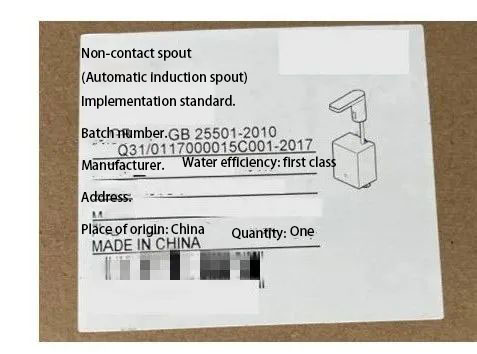 Non-contact spout
(Automatic induction spout)
Implementation standard.
Batch number. GB 25501-2010
Q31/0117000015C001-2017
Manufacturer. Water efficiency: first class
Address.
Place of origin: China Quantity: One
MADE IN CHINA